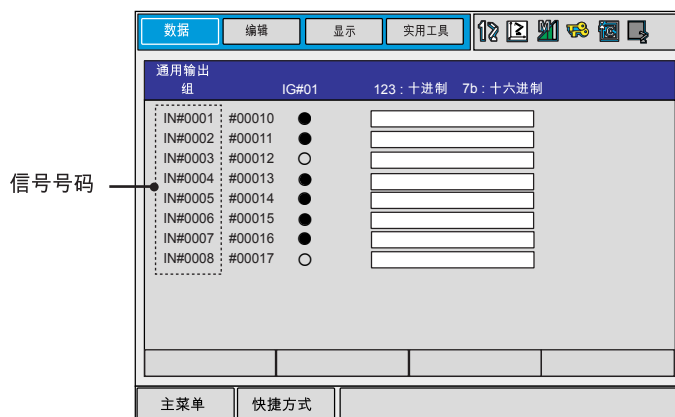 数据 编辑 显示 实用工具
通用输出
组 IG#01 123 : 十进制 7b : 十六进制
IN#0001 #00010
IN#0002 #00011
IN#0003 #00012
信号号码
IN#0004 #00013
IN#0005 #00014
IN#0006 #00015
IN#0007 #00016
IN#0008 #00017
主菜单 快捷方式